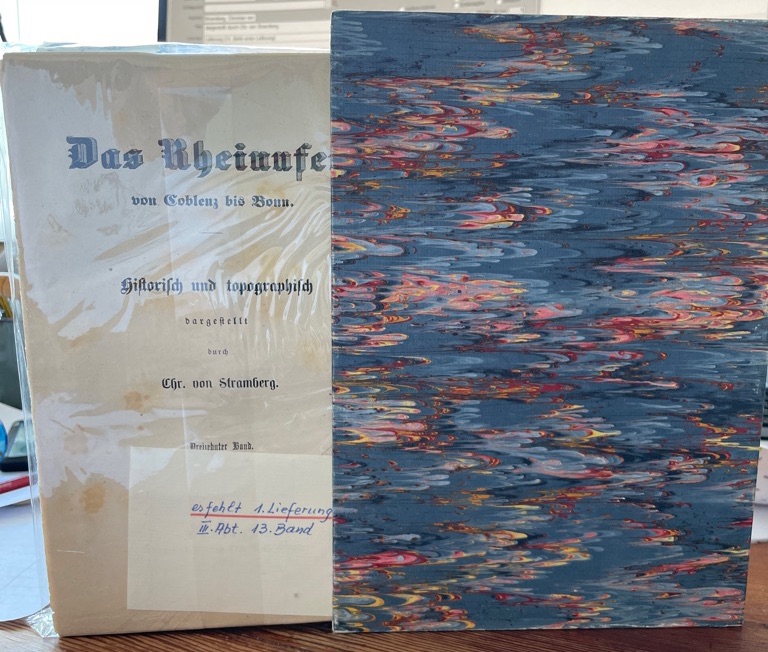 Das Rheinufe
von Coblenz bis Bonn.
Historisch und topographisch
dargestellt
durch
Chr. von Stramberg.
Dreizehnter Band.
es fehlt 1. Lieferung
III. Abt. 13. Band